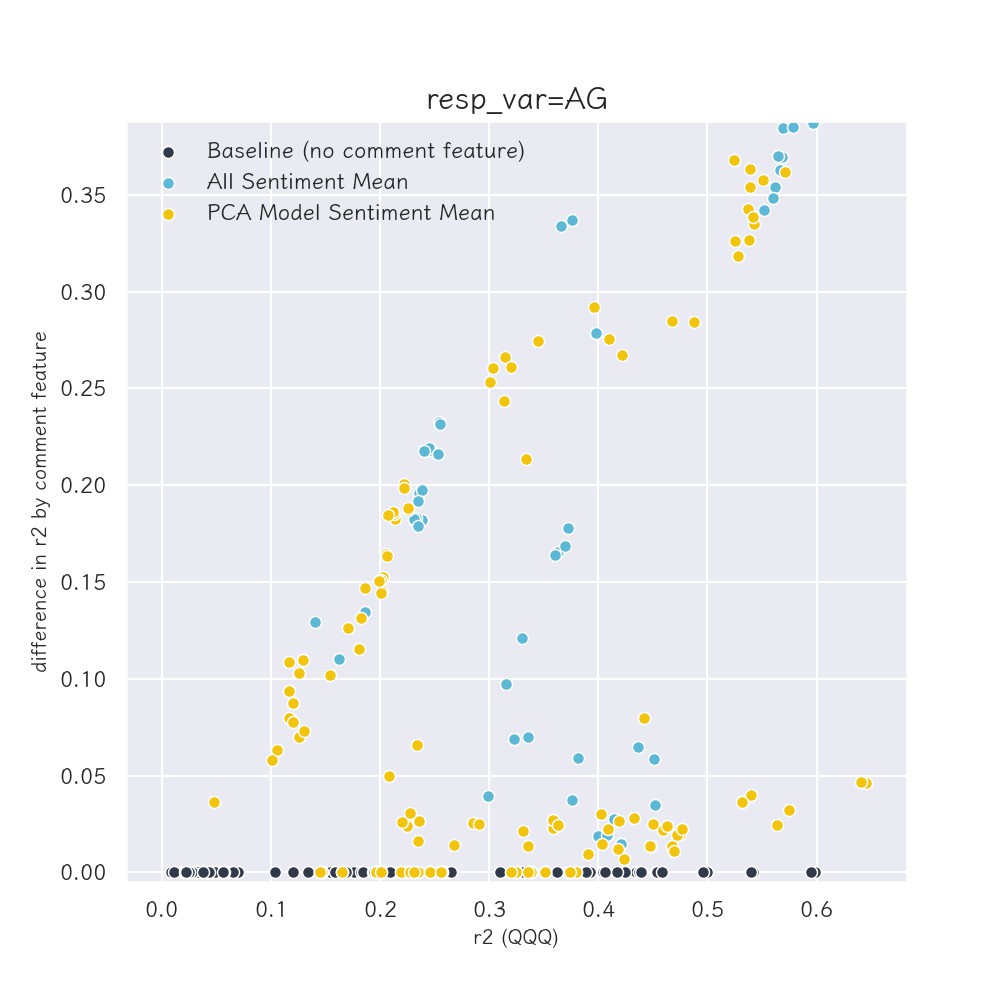 resp_var=AG
Baseline (no comment feature)
All Sentiment Mean
PCA Model Sentiment Mean
difference in r2 by comment feature
0.35
0.30
0.25
0.20
0.15
0.10
0.05
0.00
0.0 0.1 0.2 0.3 0.4 0.5 0.6
r2 (QQQ)